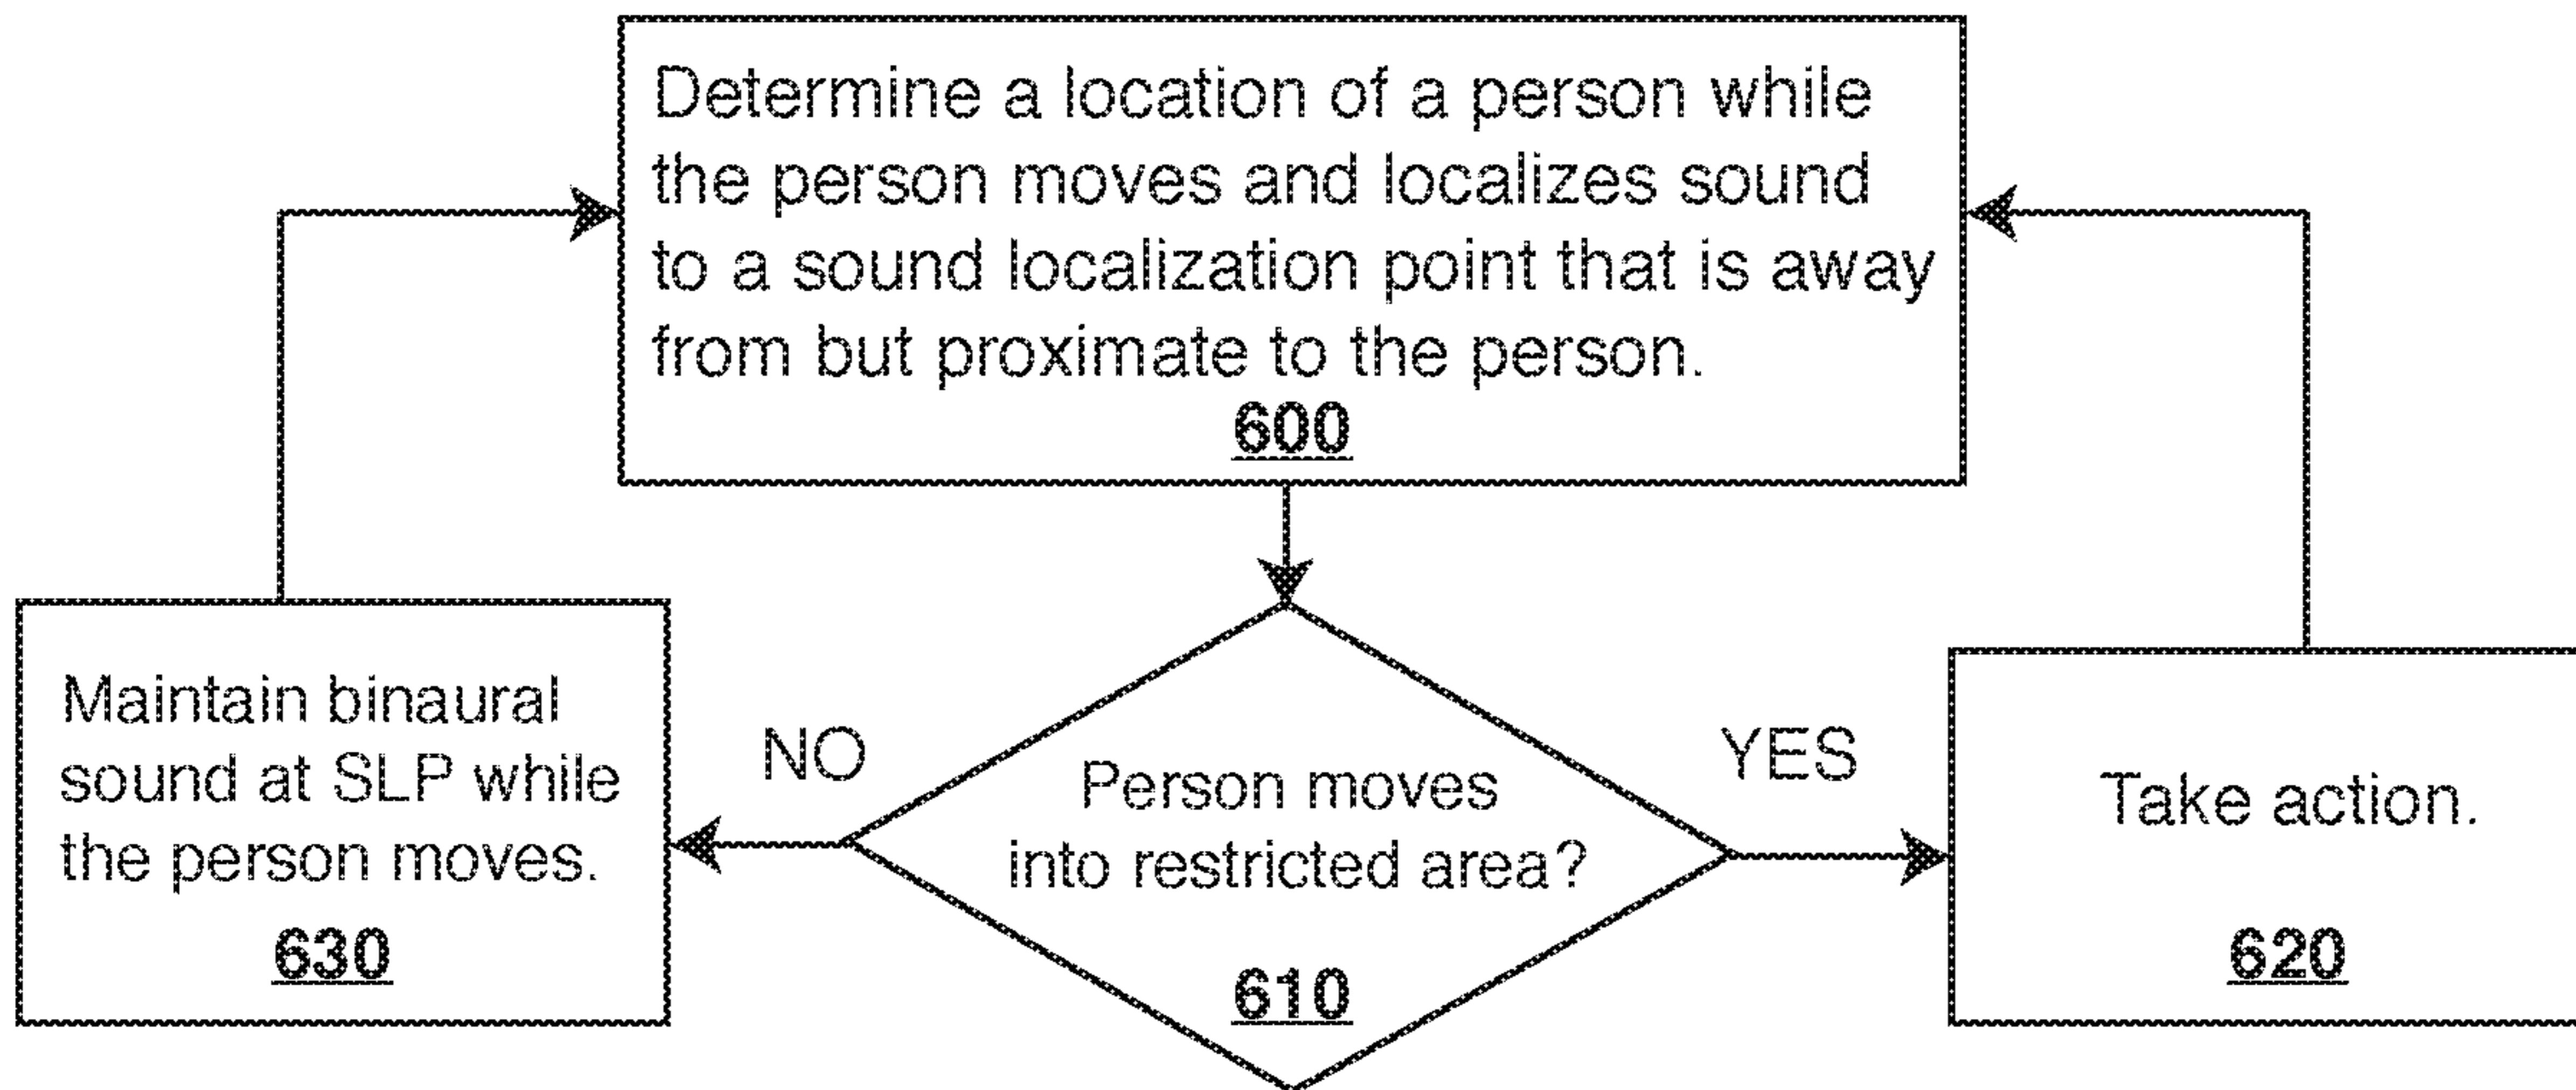 Determine a location of a person while
the person moves and localizes sound
to a sound localization point that is away
from but proximate to the person.
600
Maintain binaural
sound at SLP while
the person moves.
630
NO
Person moves
into restricted area?
610
YES
Take action.
620